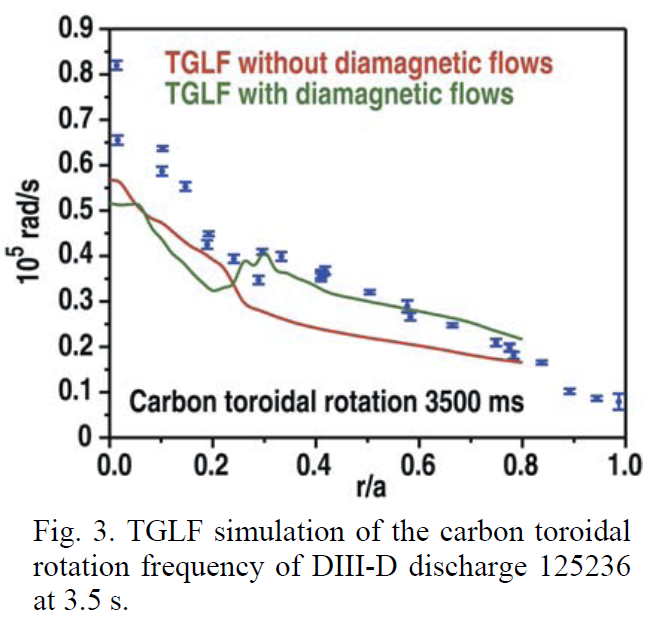 0.9
0.8
0.7
0.6
0.5
0.4
0.3
0.2
0.1
0
10⁵ rad/s
TGLF without diamagnetic flows
TGLF with diamagnetic flows
Carbon toroidal rotation 3500 ms
0.0 0.2 0.4 0.6 0.8 1.0
r/a
Fig. 3. TGLF simulation of the carbon toroidal
rotation frequency of DIII-D discharge 125236
at 3.5 s.